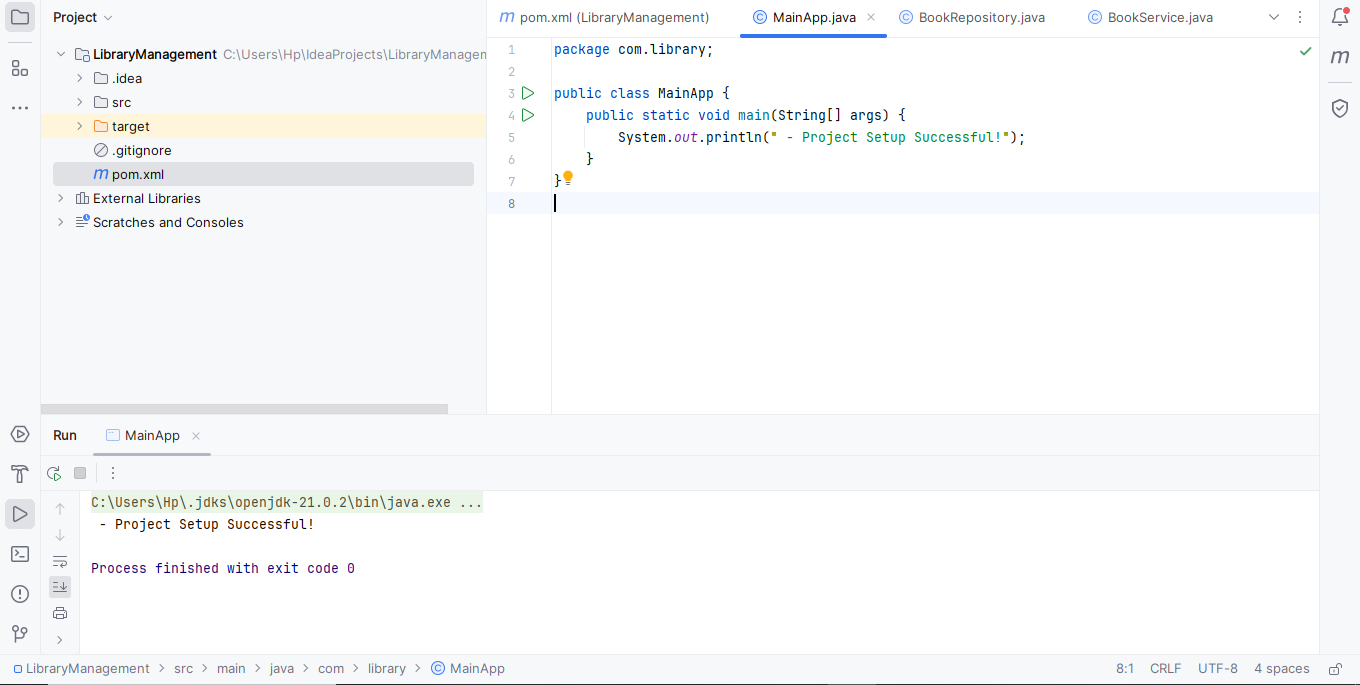 Project
LibraryManagement C:\Users\Hp\IdeaProjects\LibraryManagen
.idea
src
target
.gitignore
m pom.xml
External Libraries
Scratches and Consoles
m pom.xml (LibraryManagement)
C MainApp.java
C BookRepository.java
C BookService.java
m
1 package com.library;
2
3 public class MainApp {
4 public static void main(String[] args) {
5 System.out.println(" - Project Setup Successful!");
6 }
7 }
8
Run MainApp
C:\Users\Hp\.jdks\openjdk-21.0.2\bin\java.exe ...
- Project Setup Successful!
Process finished with exit code 0
LibraryManagement > src > main > java > com > library > C MainApp
8:1 CRLF UTF-8 4 spaces